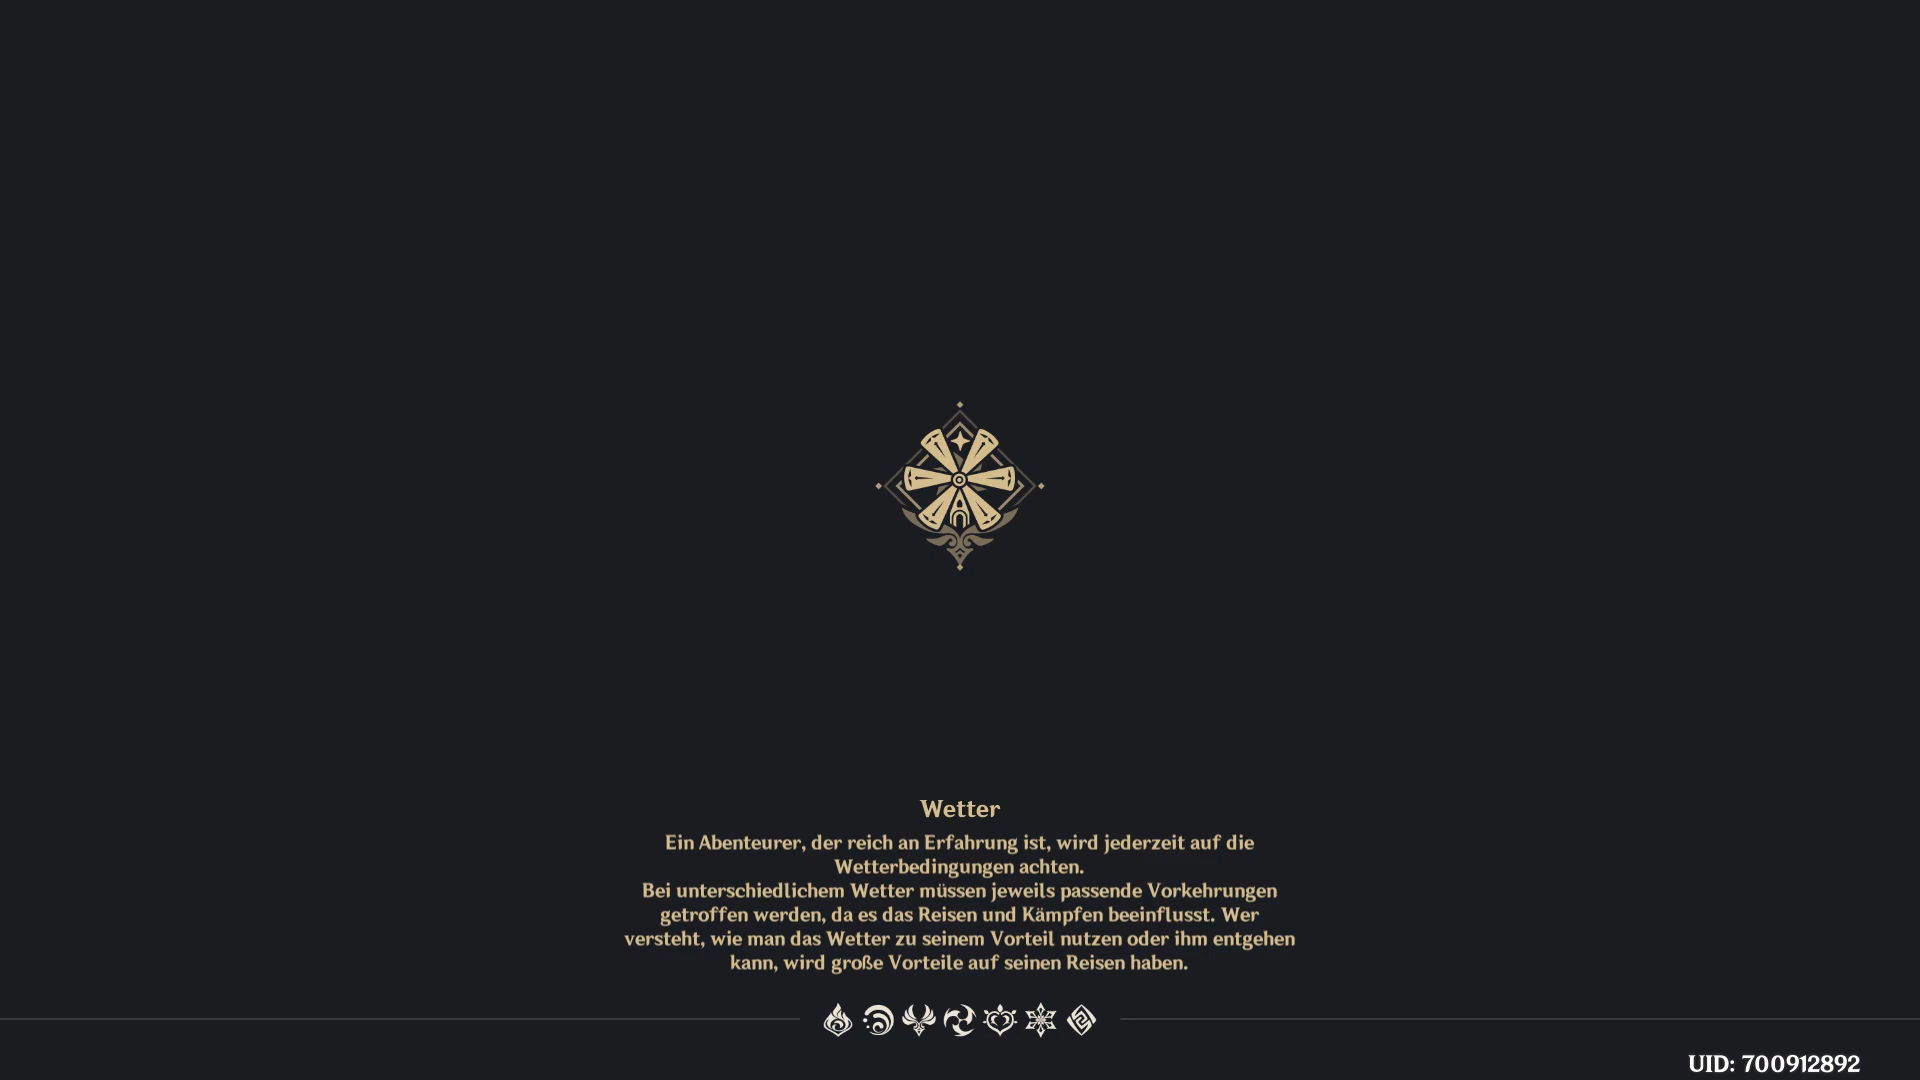 Wetter
Ein Abenteurer, der reich an Erfahrung ist, wird jederzeit auf die
Wetterbedingungen achten.
Bei unterschiedlichem Wetter müssen jeweils passende Vorkehrungen
getroffen werden, da es das Reisen und Kämpfen beeinflusst. Wer
versteht, wie man das Wetter zu seinem Vorteil nutzen oder ihm entgehen
kann, wird große Vorteile auf seinen Reisen haben.
UID: 700912892